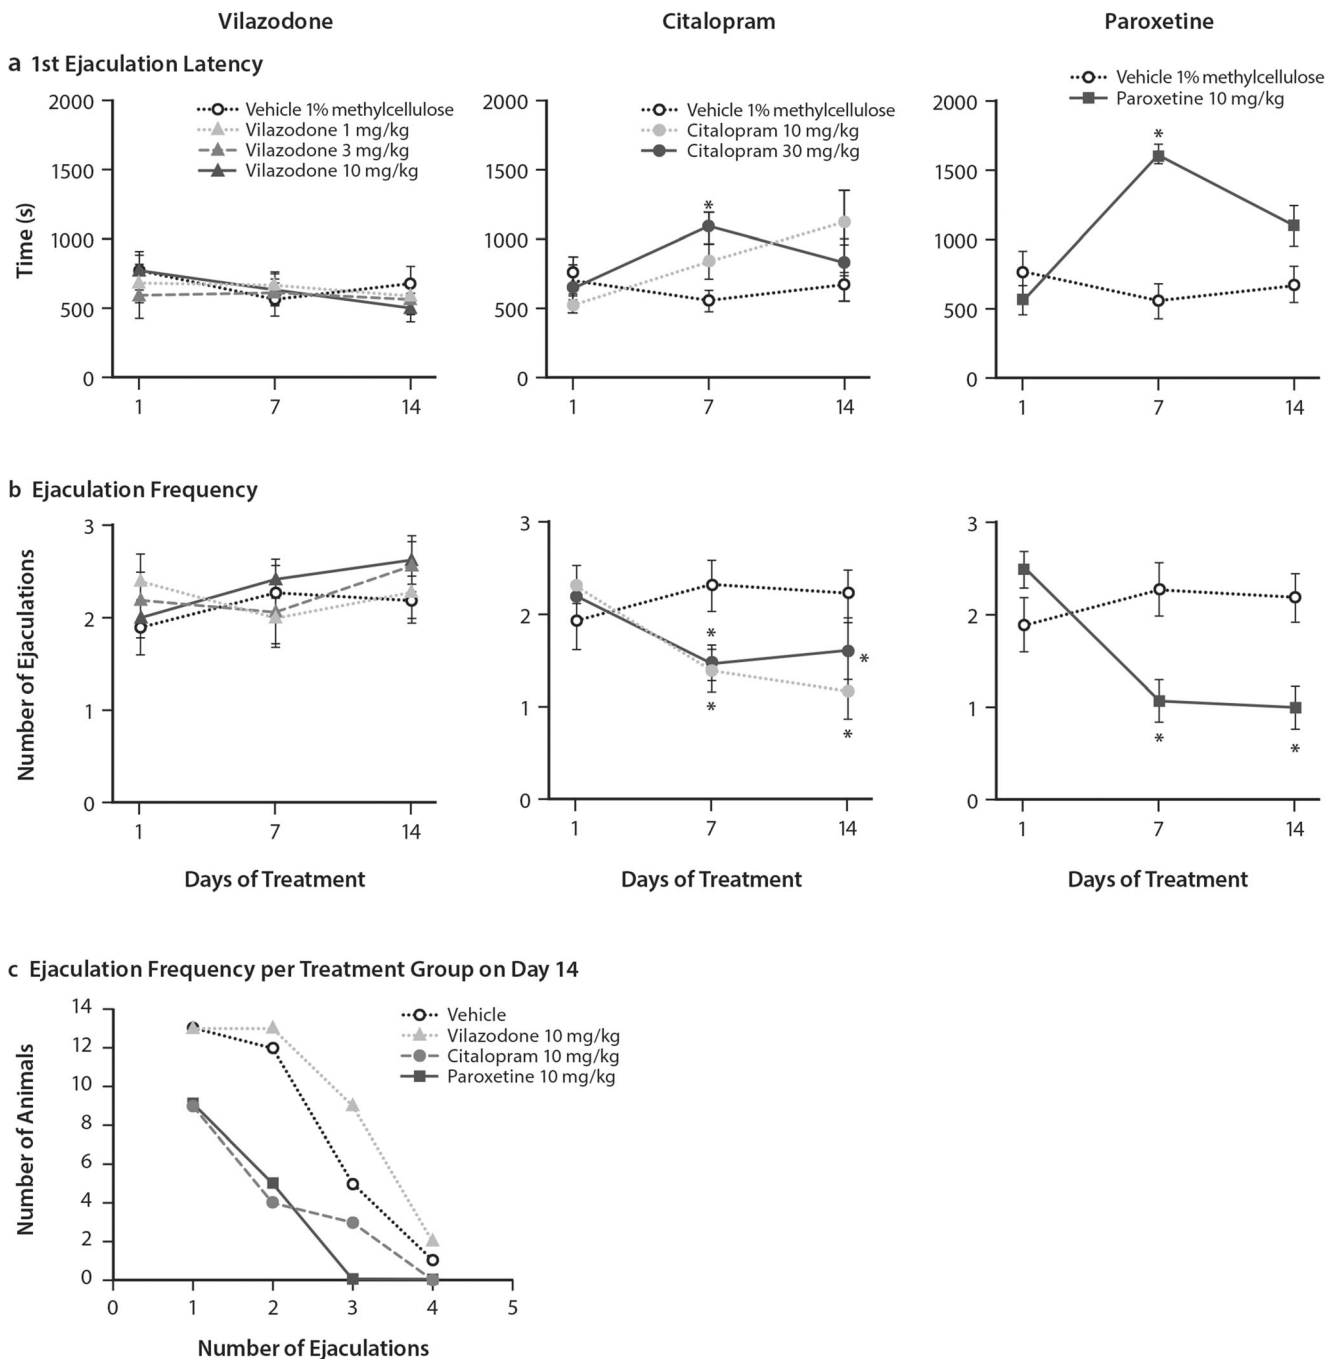 Vilazodone
Citalopram
Paroxetine
a 1st Ejaculation Latency
Time (s)
2000
1500
1000
500
0
1
7
14
Vehicle 1% methylcellulose
Vilazodone 1 mg/kg
Vilazodone 3 mg/kg
Vilazodone 10 mg/kg
2000
1500
1000
500
0
1
7
14
Vehicle 1% methylcellulose
Citalopram 10 mg/kg
Citalopram 30 mg/kg
*
2000
1500
1000
500
0
1
7
14
Vehicle 1% methylcellulose
Paroxetine 10 mg/kg
*
b Ejaculation Frequency
Number of Ejaculations
3
2
1
0
1
7
14
Days of Treatment
3
2
1
0
1
7
14
*
*
*
*
Days of Treatment
3
2
1
0
1
7
14
*
*
Days of Treatment
c Ejaculation Frequency per Treatment Group on Day 14
Number of Animals
14
12
10
8
6
4
2
0
0
1
2
3
4
5
Vehicle
Vilazodone 10 mg/kg
Citalopram 10 mg/kg
Paroxetine 10 mg/kg
Number of Ejaculations